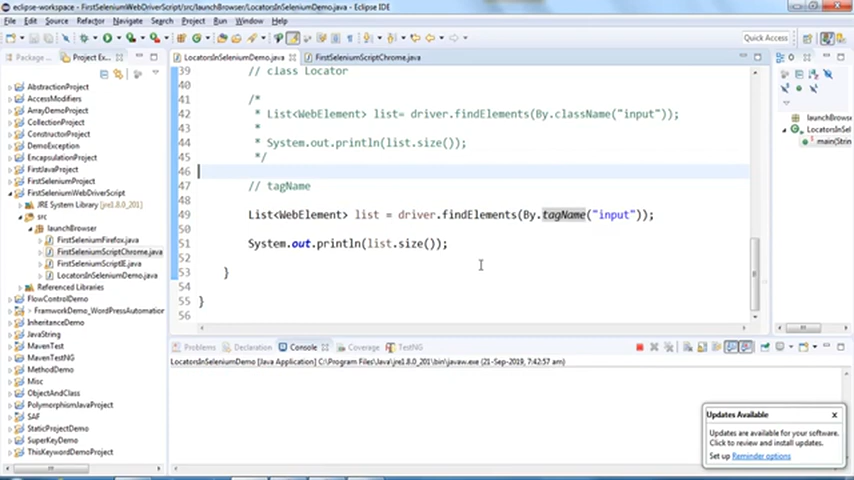 eclipse-workspace - FirstSeleniumWebDriverScript/src/launchBrowser/LocatorsInSeleniumDemo.java - Eclipse IDE
File Edit Source Refactor Navigate Search Project Run Window Help
Quick Access
Package ...
Project Ex...
LocatorsInSeleniumDemo.java
FirstSeleniumScriptChrome.java
AbstractionProject
AccessModifiers
ArrayDemoProject
CollectionProject
ConstructorProject
DemoException
EncapsulationProject
FirstJavaProject
FirstSeleniumProject
FirstSeleniumWebDriverScript
JRE System Library [jre1.8.0_201]
src
launchBrowser
FirstSeleniumFirefox.java
FirstSeleniumScriptChrome.java
FirstSeleniumScriptIE.java
LocatorsInSeleniumDemo.java
Referenced Libraries
FlowControlDemo
FramworkDemo_WordPressAutomation
InheritanceDemo
JavaString
MavenTest
MavenTestNG
MethodDemo
Misc
ObjectAndClass
PolymorphismJavaProject
SAF
StaticProjectDemo
SuperKeyDemo
ThisKeywordDemoProject
39 // class Locator
40
41 /*
42 * List<WebElement> list= driver.findElements(By.className("input"));
43 *
44 * System.out.println(list.size());
45 */
46
47 // tagName
48
49 List<WebElement> list = driver.findElements(By.tagName("input"));
50
51 System.out.println(list.size());
52
53 }
54
55 }
56
launchBrowser
LocatorsInSel
main(Strin
Problems
Declaration
Console
Coverage
TestNG
LocatorsInSeleniumDemo [Java Application] C:\Program Files\Java\jre1.8.0_201\bin\javaw.exe (21-Sep-2019, 7:42:57 am)
Updates Available
Updates are available for your software.
Click to review and install updates.
Set up Reminder options